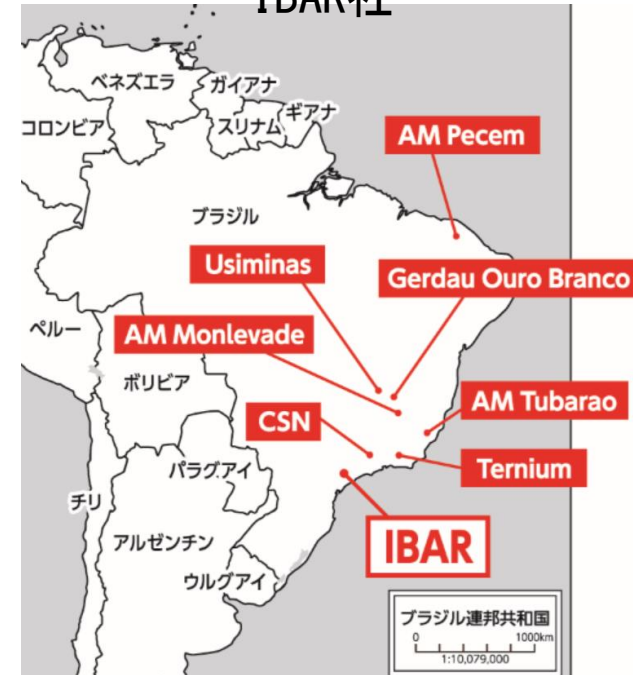 IBAR社
ベネズエラ
ガイアナ
ギアナ
スリナム
コロンビア
AM Pecem
ブラジル
Usiminas
Gerdau Ouro Branco
ペルー
AM Monlevade
ボリビア
AM Tubarao
CSN
パラグアイ
Ternium
チリ
アルゼンチン
IBAR
ウルグアイ
ブラジル連邦共和国
0 1000km
1:10,079,000